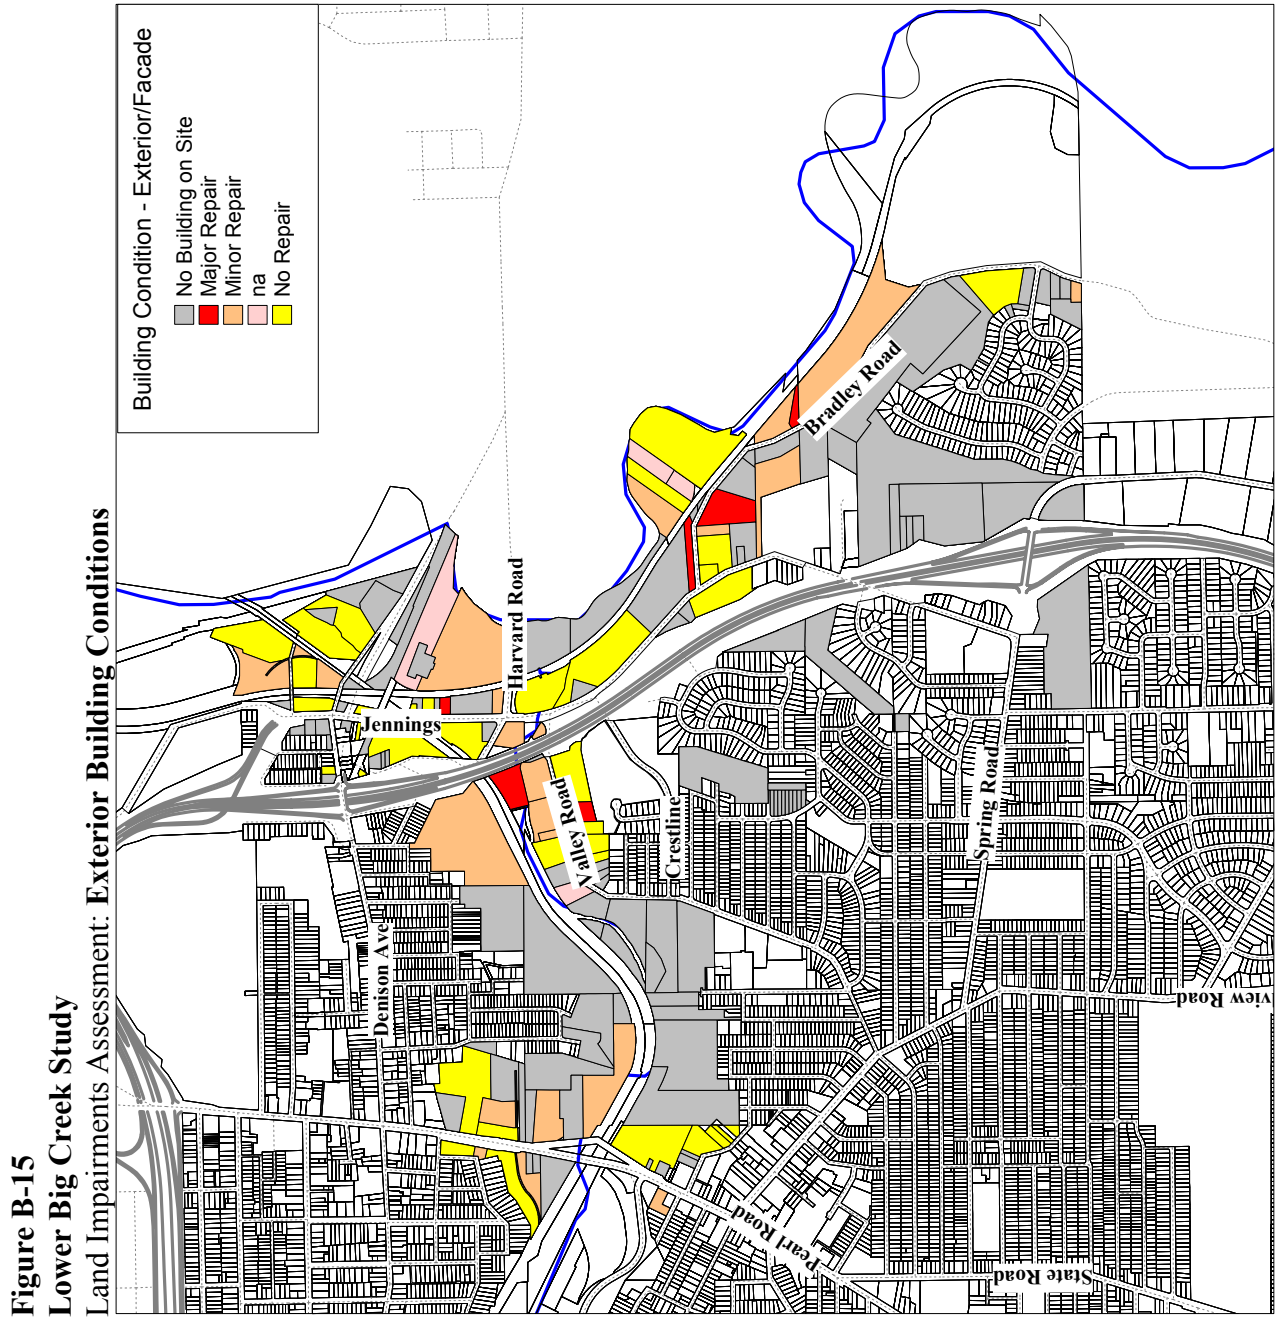 Figure B-15
Lower Big Creek Study
Land Impairments Assessment: Exterior Building Conditions
Building Condition - Exterior/Facade
No Building on Site
Major Repair
Minor Repair
na
No Repair
Harvard Road
Jennings
Bradley Road
Denison Ave
Valley Road
Crestline
Spring Road
view Road
Pearl Road
State Road